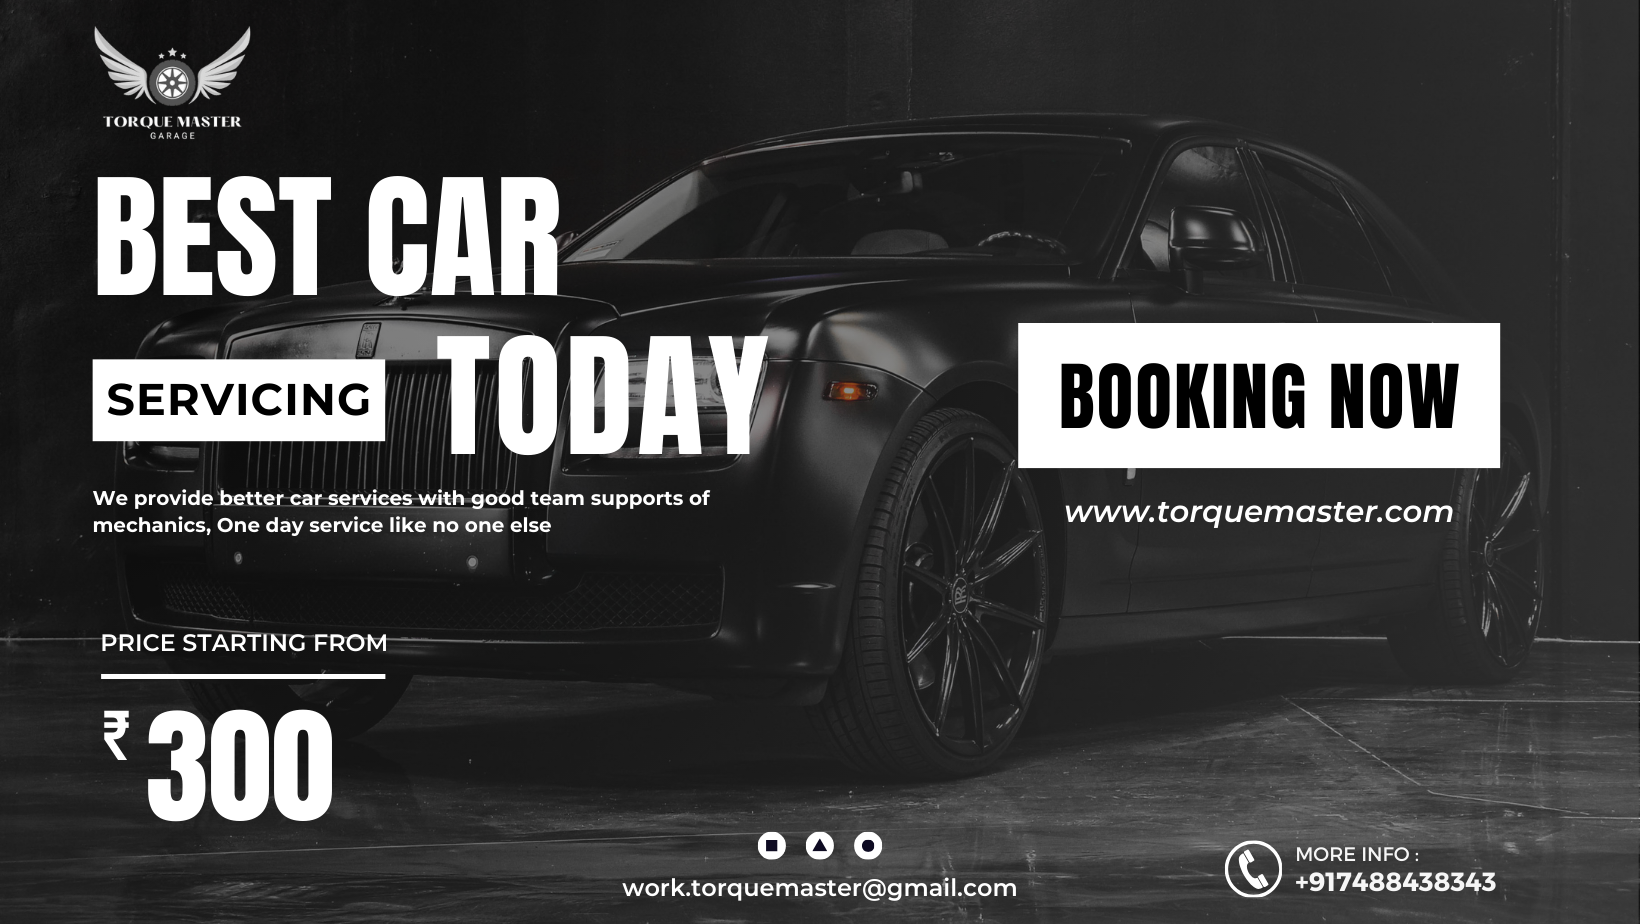 TORQUE MASTER
GARAGE
BEST CAR
SERVICING TODAY
We provide better car services with good team supports of
mechanics, One day service like no one else
BOOKING NOW
www.torquemaster.com
PRICE STARTING FROM
₹ 300
work.torquemaster@gmail.com
MORE INFO :
+917488438343